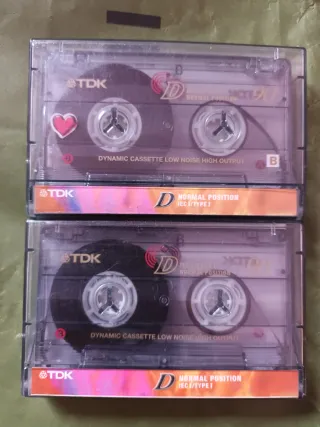 TDK
D
DYNAMIC CASSETTE LOW NOISE HIGH OUTPUT
B
TDK
D
NORMAL POSITION
IEC I/TYPE I
TDK
D
DYNAMIC CASSETTE LOW NOISE HIGH OUTPUT
TDK
D
NORMAL POSITION
IEC I/TYPE I